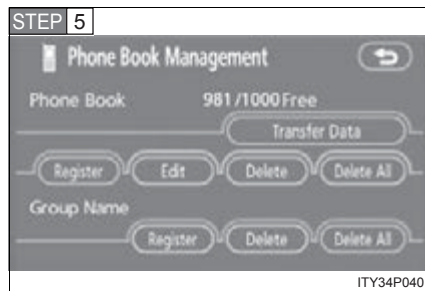 STEP 5
Phone Book Management
Phone Book 981/1000 Free
Transfer Data
Register Edit Delete Delete All
Group Name
Register Delete Delete All
ITY34P040